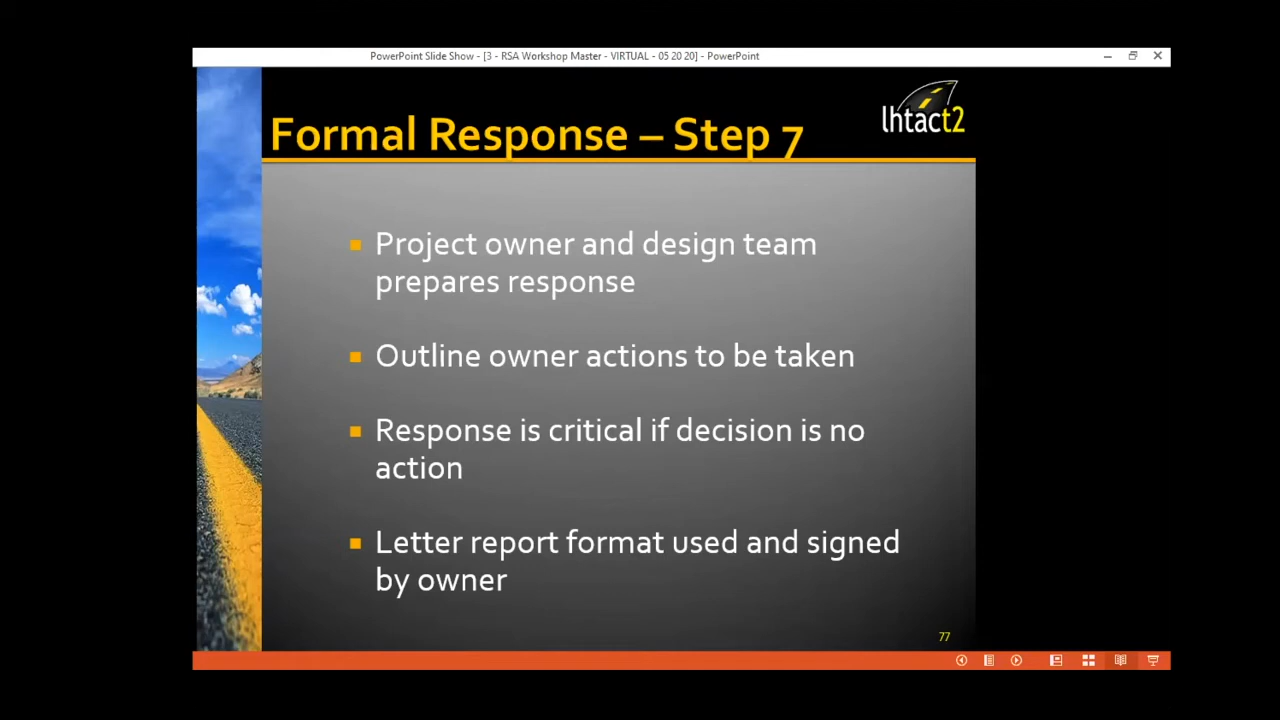 PowerPoint Slide Show - [3 - RSA Workshop Master - VIRTUAL - 05 20 20] - PowerPoint
lhtact2
Formal Response – Step 7
Project owner and design team
prepares response
Outline owner actions to be taken
Response is critical if decision is no
action
Letter report format used and signed
by owner
77